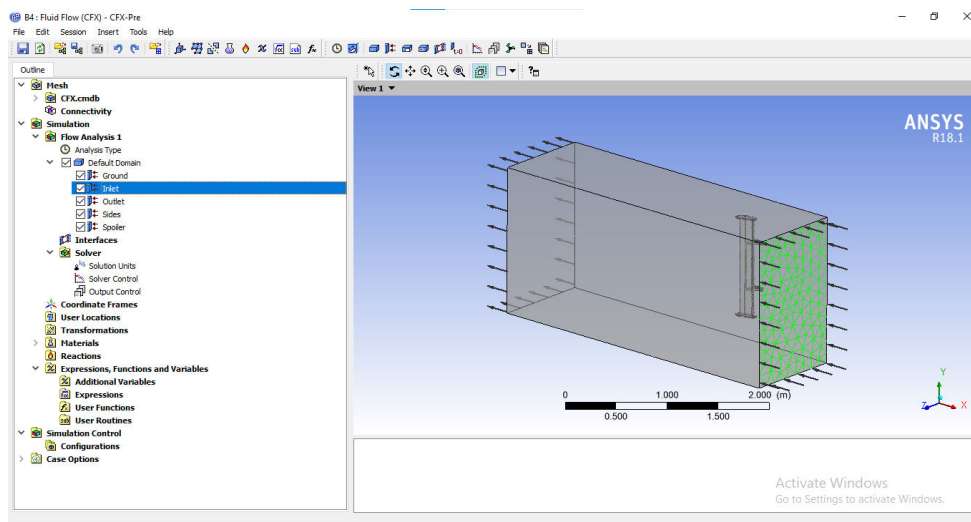 B4 : Fluid Flow (CFX) - CFX-Pre
File Edit Session Insert Tools Help
Outline
View 1
Mesh
CFX.cmdb
Connectivity
Simulation
Flow Analysis 1
Analysis Type
Default Domain
Ground
Inlet
Outlet
Sides
Spoiler
Interfaces
Solver
Solution Units
Solver Control
Output Control
Coordinate Frames
User Locations
Transformations
Materials
Reactions
Expressions, Functions and Variables
Additional Variables
Expressions
User Functions
User Routines
Simulation Control
Configurations
Case Options
ANSYS
R18.1
0 1.000 2.000 (m)
0.500 1.500
Y
Z X
Activate Windows
Go to Settings to activate Windows.